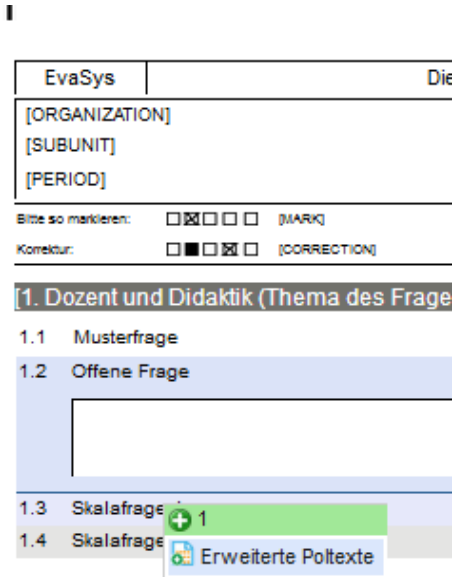 EvaSys Die
[ORGANIZATION]
[SUBUNIT]
[PERIOD]
Bitte so markieren: [MARK]
Korrektur: [CORRECTION]
[1. Dozent und Didaktik (Thema des Frage
1.1 Musterfrage
1.2 Offene Frage
1.3 Skalafrage
1
1.4 Skalafrage
Erweiterte Poltexte